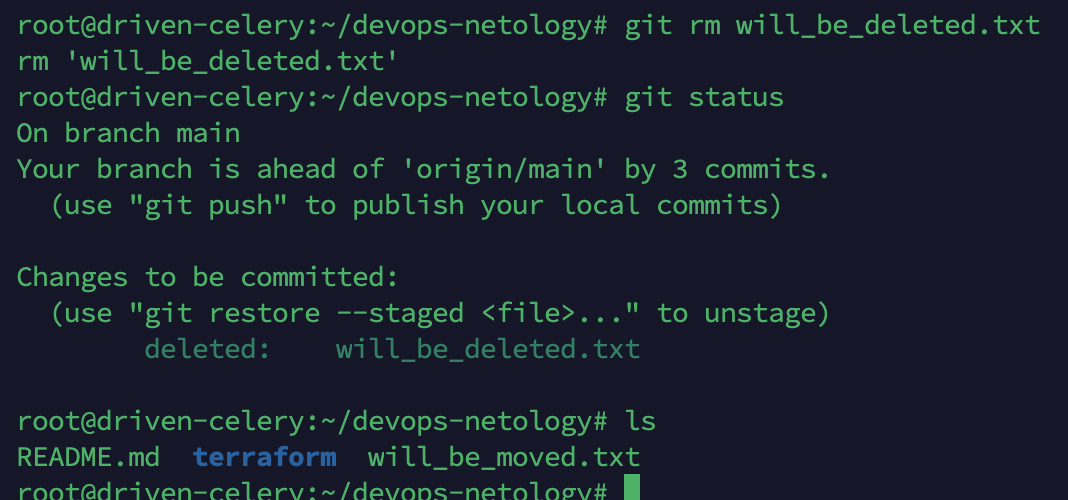 root@driven-celery:~/devops-netology# git rm will_be_deleted.txt
rm 'will_be_deleted.txt'
root@driven-celery:~/devops-netology# git status
On branch main
Your branch is ahead of 'origin/main' by 3 commits.
  (use "git push" to publish your local commits)

Changes to be committed:
  (use "git restore --staged <file>..." to unstage)
        deleted:    will_be_deleted.txt

root@driven-celery:~/devops-netology# ls
README.md  terraform  will_be_moved.txt
root@driven-celery:~/devops-netology#